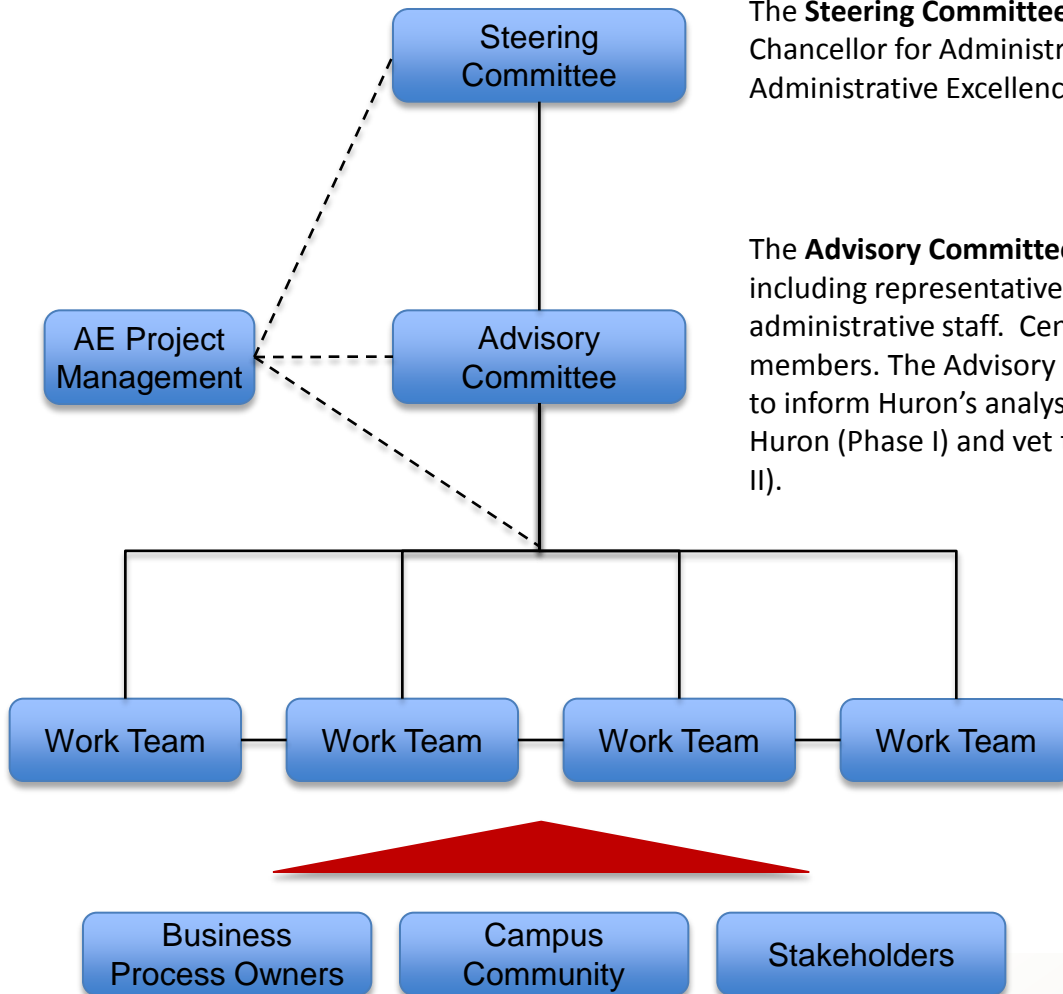 Steering
Committee
The Steering Committee
Chancellor for Administr
Administrative Excellenc
AE Project
Management
Advisory
Committee
The Advisory Committee
including representative
administrative staff.  Cen
members. The Advisory
to inform Huron’s analys
Huron (Phase I) and vet
II).
Work Team
Work Team
Work Team
Work Team
Business
Process Owners
Campus
Community
Stakeholders